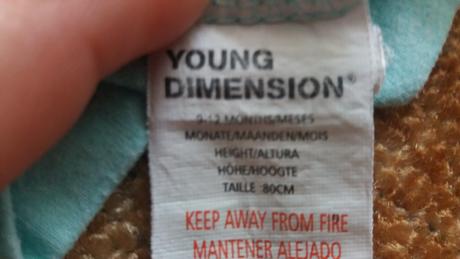 YOUNG
DIMENSION®
9-12 MONTHS/MESES
MONATE/MAANDEN/MOIS
HEIGHT/ALTURA
HÖHE/HOOGTE
TAILLE :80CM
KEEP AWAY FROM FIRE
MANTENER ALEJADO